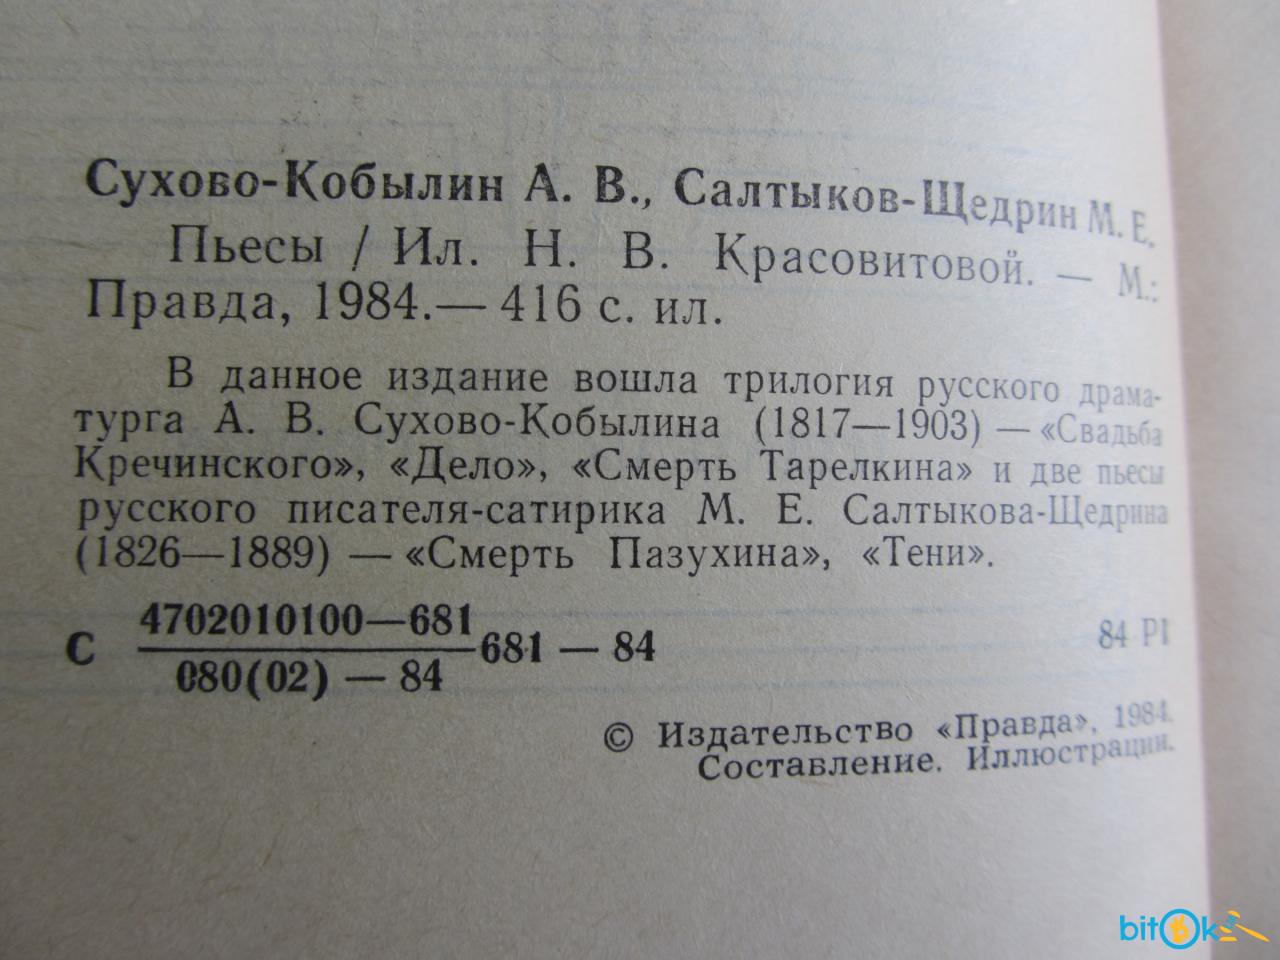 Сухово-Кобылин А. В., Салтыков-Щедрин М. Е.
Пьесы / Ил. Н. В. Красовитовой. — М.:
Правда, 1984.— 416 с. ил.
В данное издание вошла трилогия русского драма-
турга А. В. Сухово-Кобылина (1817—1903) — «Свадьба
Кречинского», «Дело», «Смерть Тарелкина» и две пьесы
русского писателя-сатирика М. Е. Салтыкова-Щедрина
(1826—1889) — «Смерть Пазухина», «Тени».
4702010100—681
С 681 — 84 84 Р1
080(02) — 84
© Издательство «Правда», 1984.
Составление. Иллюстрации.
bitok